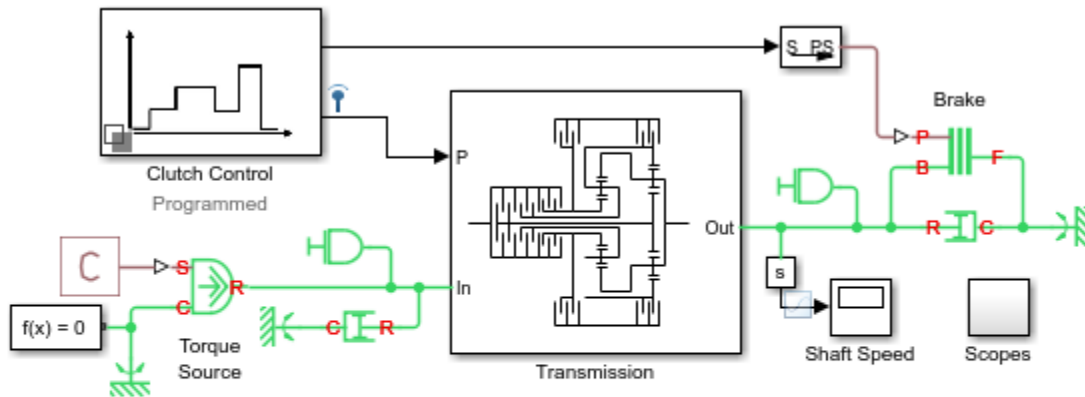 S PS
Brake
P
B
F
R
C
Clutch Control
Programmed
P
Out
In
C
S
C
R
f(x) = 0
Torque
Source
C
R
s
Transmission
Shaft Speed
Scopes